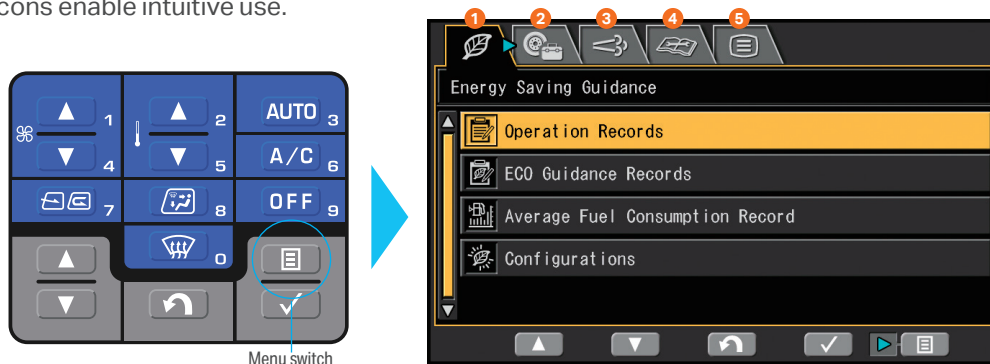 cons enable intuitive use.
1
2
AUTO 3
4
5
A/C 6
7
8
OFF 9
0
Menu switch
1 2 3 4 5
Energy Saving Guidance
Operation Records
ECO Guidance Records
Average Fuel Consumption Record
Configurations